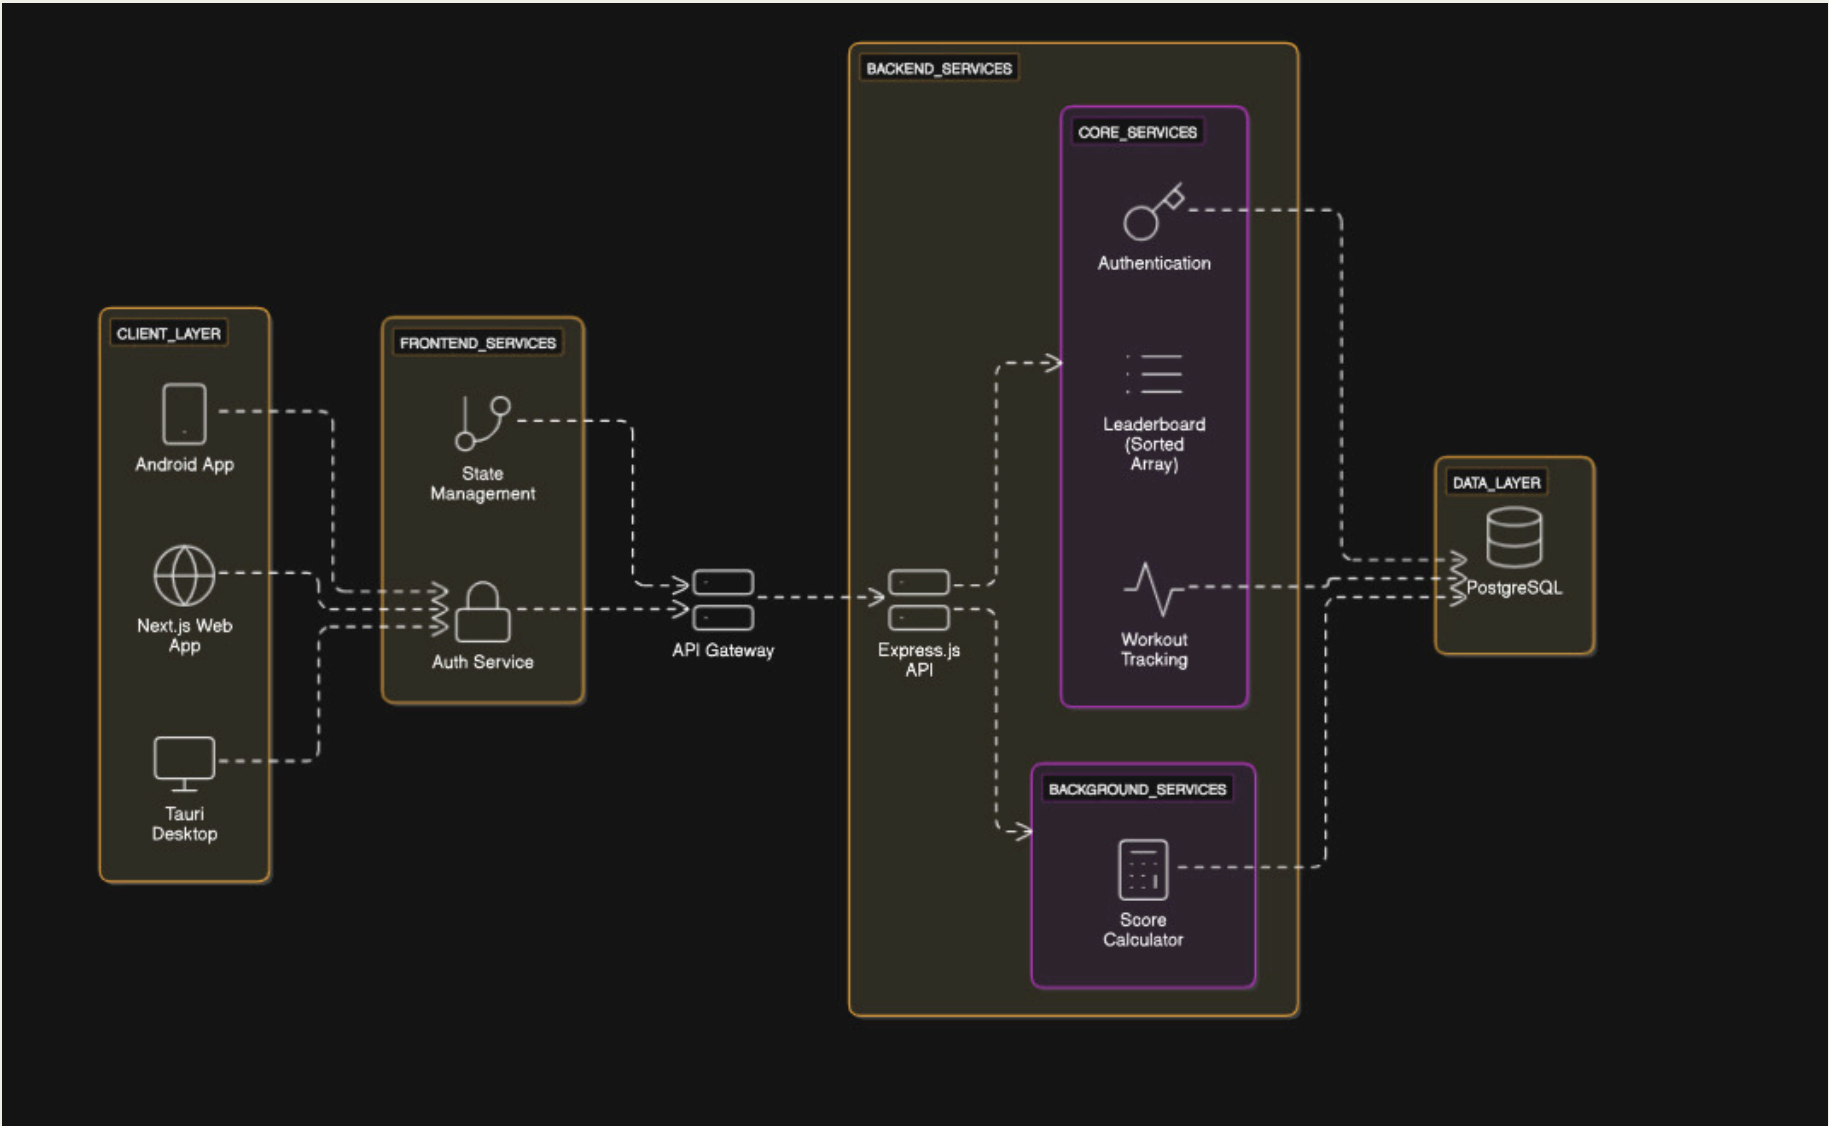 CLIENT_LAYER
Android App
Next.js Web
App
Tauri
Desktop
FRONTEND_SERVICES
State
Management
Auth Service
API Gateway
BACKEND_SERVICES
Express.js
API
CORE_SERVICES
Authentication
Leaderboard
(Sorted
Array)
Workout
Tracking
BACKGROUND_SERVICES
Score
Calculator
DATA_LAYER
PostgreSQL